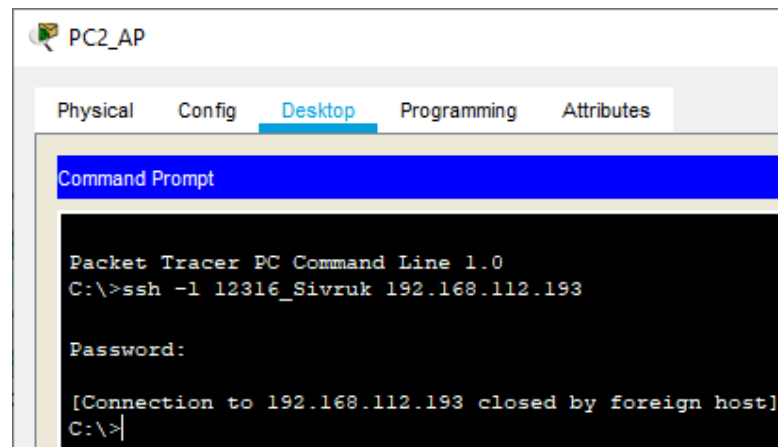 PC2_AP
Physical Config Desktop Programming Attributes
Command Prompt
Packet Tracer PC Command Line 1.0
C:\>ssh -l 12316_Sivruk 192.168.112.193
Password:
[Connection to 192.168.112.193 closed by foreign host]
C:\>